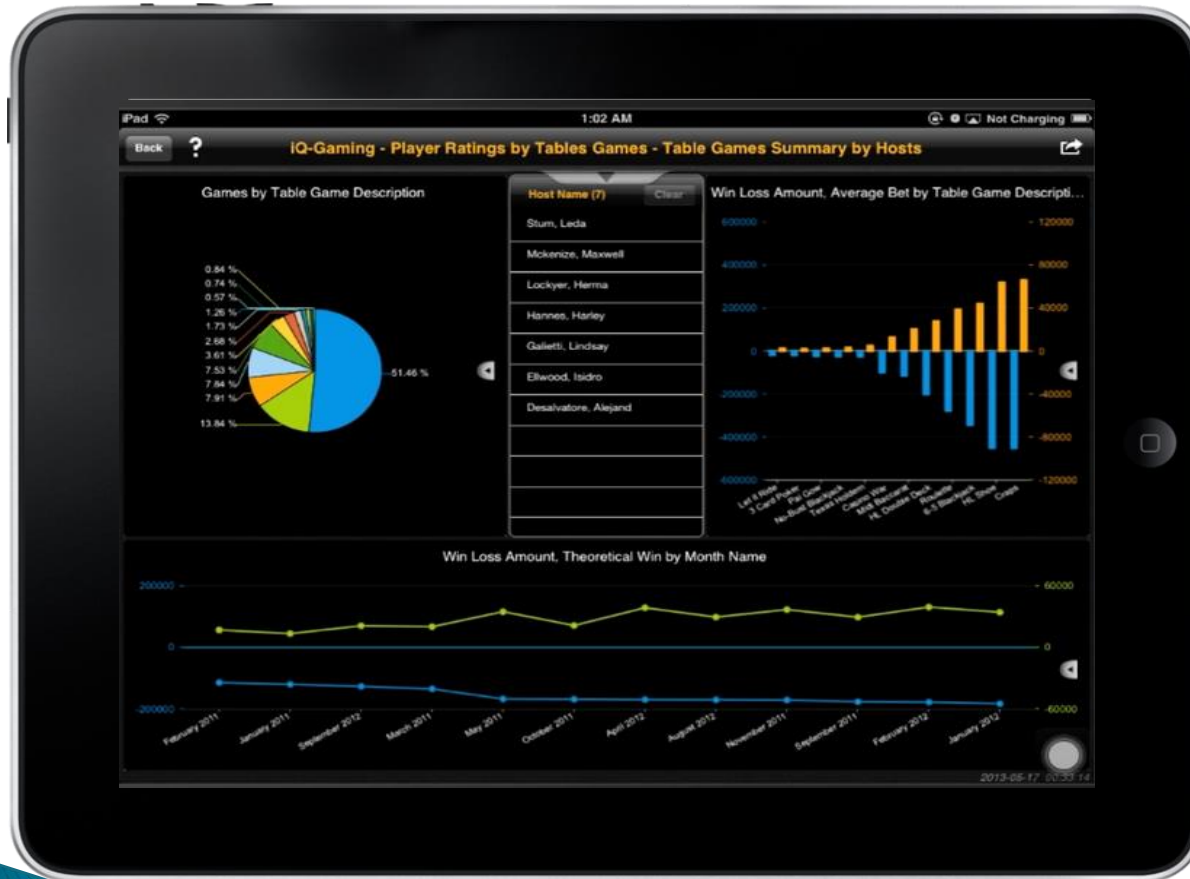 iPad
1:02 AM
Not Charging
Back
?
iQ-Gaming - Player Ratings by Tables Games - Table Games Summary by Hosts
Games by Table Game Description
0.84 %
0.74 %
0.57 %
1.26 %
1.73 %
2.68 %
3.61 %
7.53 %
7.84 %
7.91 %
13.84 %
51.46 %
Host Name (7)
Clear
Sturn, Leda
Mckenize, Maxwell
Lockyer, Herma
Hannes, Harley
Galietti, Lindsay
Ellwood, Isidro
Desalvatore, Alejand
Win Loss Amount, Average Bet by Table Game Descripti...
600000
400000
200000
0
-200000
-400000
-600000
120000
80000
40000
0
-40000
-80000
-120000
Let It Ride
3 Card Poker
Pai Gow
No-Bust Blackjack
Texas Holdem
Casino War
Midi Baccarat
HL Double Deck
Roulette
6-5 Blackjack
HL Shoe
Craps
Win Loss Amount, Theoretical Win by Month Name
200000
0
-200000
60000
0
-60000
February 2011
January 2011
September 2012
March 2011
May 2011
October 2011
April 2012
August 2012
November 2011
September 2011
February 2012
January 2012
2013-05-17 00:33:14